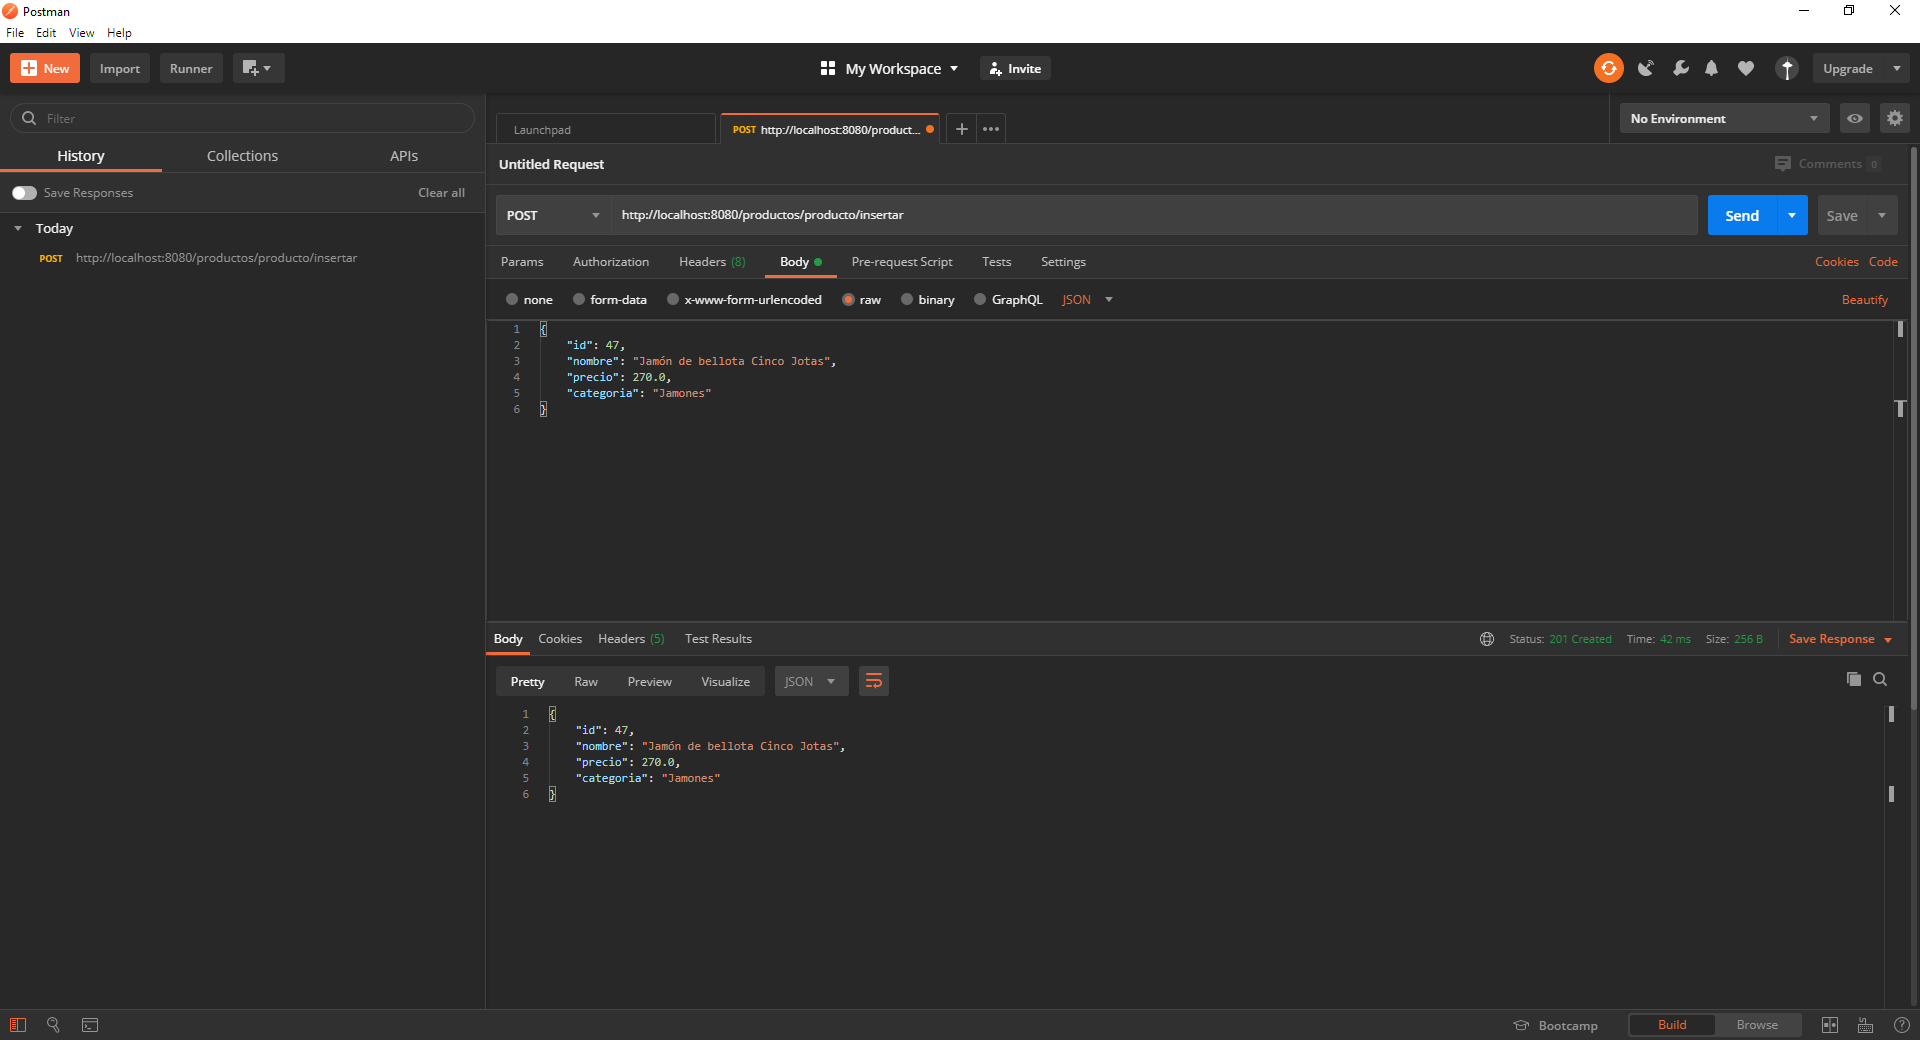 Postman
File Edit View Help
New Import Runner My Workspace Invite Upgrade
Filter
Launchpad POST http://localhost:8080/product... No Environment
History Collections APIs
Untitled Request Comments 0
Save Responses Clear all
POST http://localhost:8080/productos/producto/insertar Send Save
Today
POST http://localhost:8080/productos/producto/insertar
Params Authorization Headers (8) Body Pre-request Script Tests Settings Cookies Code
none form-data x-www-form-urlencoded raw binary GraphQL JSON Beautify
1 {
2 "id": 47,
3 "nombre": "Jamón de bellota Cinco Jotas",
4 "precio": 270.0,
5 "categoria": "Jamones"
6 }
Body Cookies Headers (5) Test Results Status: 201 Created Time: 42 ms Size: 256 B Save Response
Pretty Raw Preview Visualize JSON
1 {
2 "id": 47,
3 "nombre": "Jamón de bellota Cinco Jotas",
4 "precio": 270.0,
5 "categoria": "Jamones"
6 }
Bootcamp Build Browse